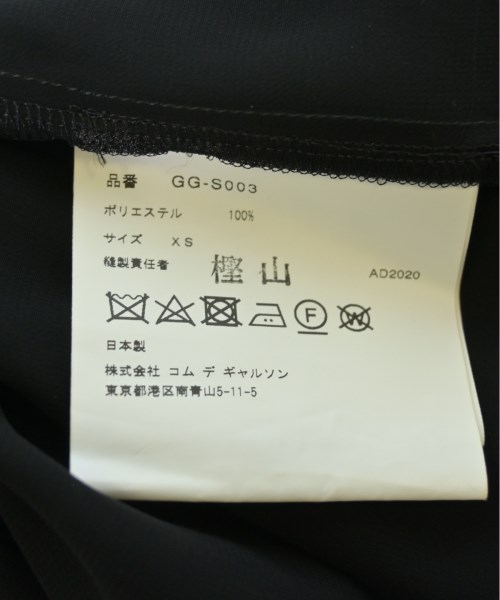 品番 GG-S003
ポリエステル 100%
サイズ XS
縫製責任者 樫山 AD2020
F W
日本製
株式会社 コム デ ギャルソン
東京都港区南青山5-11-5